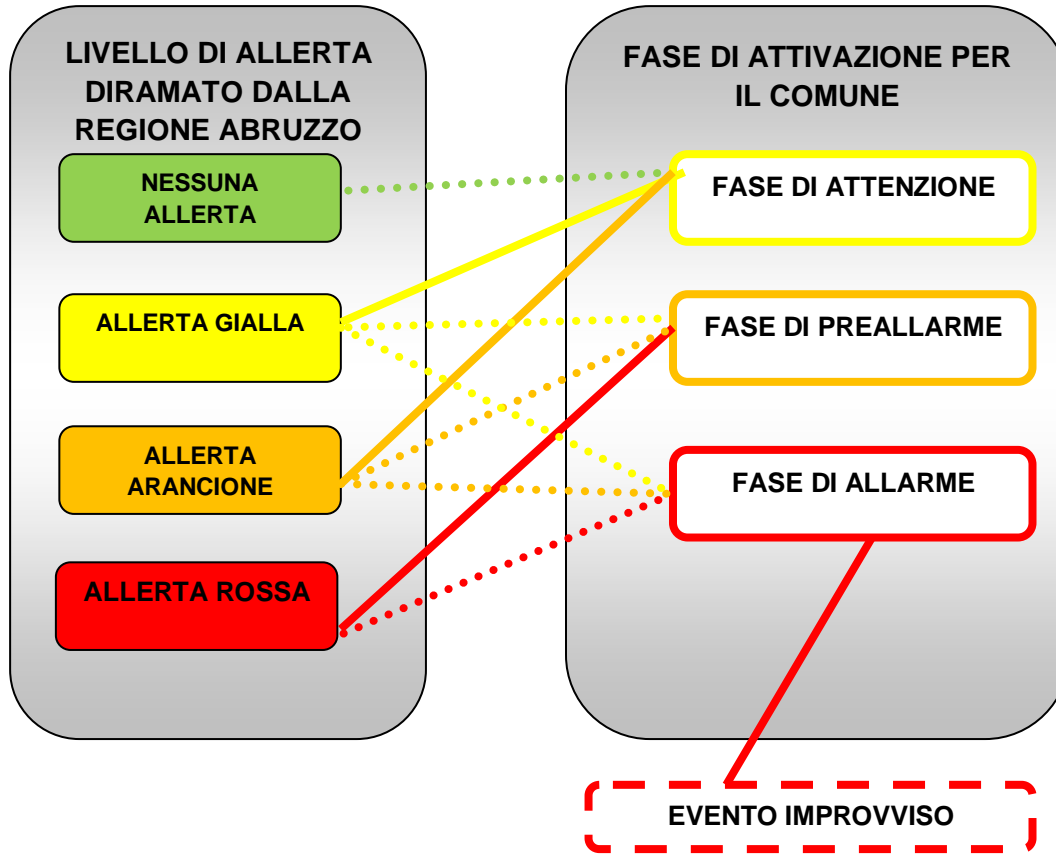 LIVELLO DI ALLERTA
DIRAMATO DALLA
REGIONE ABRUZZO
NESSUNA
ALLERTA
ALLERTA GIALLA
ALLERTA
ARANCIONE
ALLERTA ROSSA
FASE DI ATTIVAZIONE PER
IL COMUNE
FASE DI ATTENZIONE
FASE DI PREALLARME
FASE DI ALLARME
EVENTO IMPROVVISO